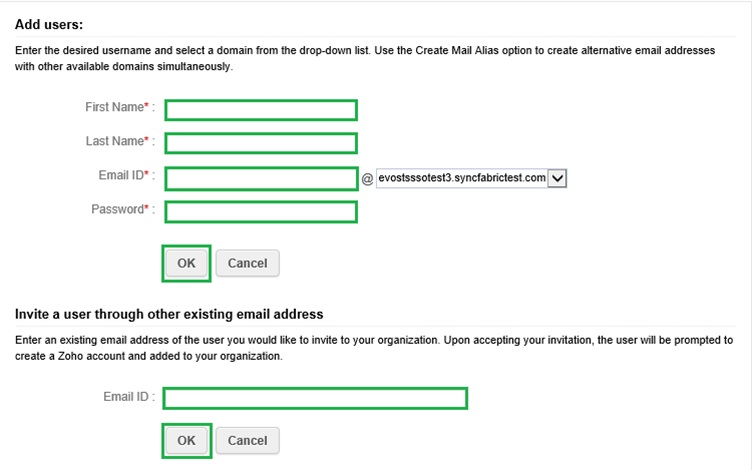 Add users:
Enter the desired username and select a domain from the drop-down list. Use the Create Mail Alias option to create alternative email addresses
with other available domains simultaneously.
First Name* :
Last Name* :
Email ID* :
@ evostsssotest3.syncfabrictest.com
Password* :
OK Cancel
Invite a user through other existing email address
Enter an existing email address of the user you would like to invite to your organization. Upon accepting your invitation, the user will be prompted to
create a Zoho account and added to your organization.
Email ID :
OK Cancel